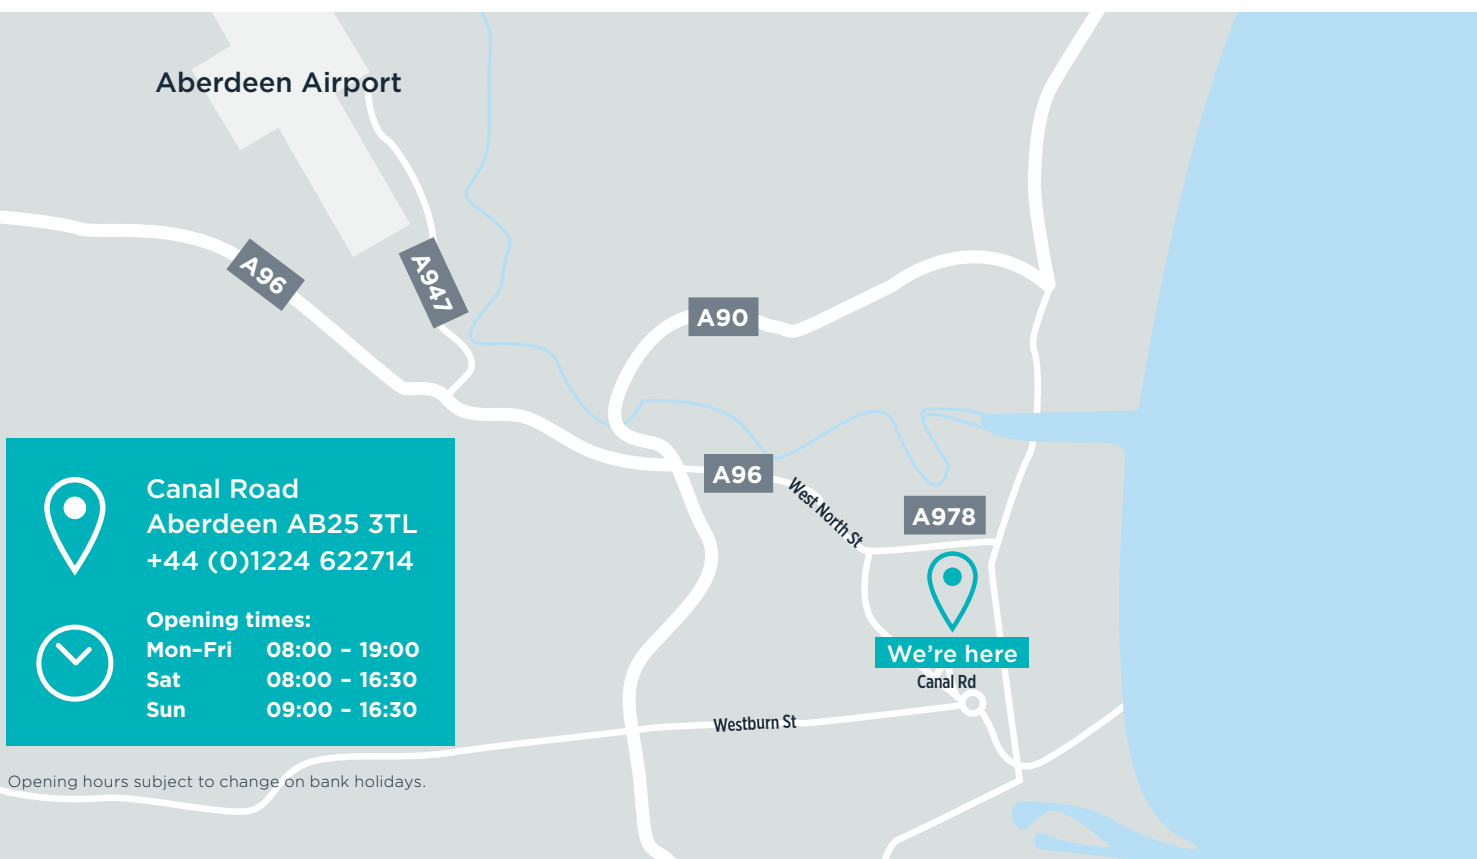 Aberdeen Airport
A96
A947
A90
A96
West North St
A978
Canal Road
Aberdeen AB25 3TL
+44 (0)1224 622714
Opening times:
Mon–Fri 08:00 – 19:00
Sat 08:00 – 16:30
Sun 09:00 – 16:30
We're here
Canal Rd
Westburn St
Opening hours subject to change on bank holidays.